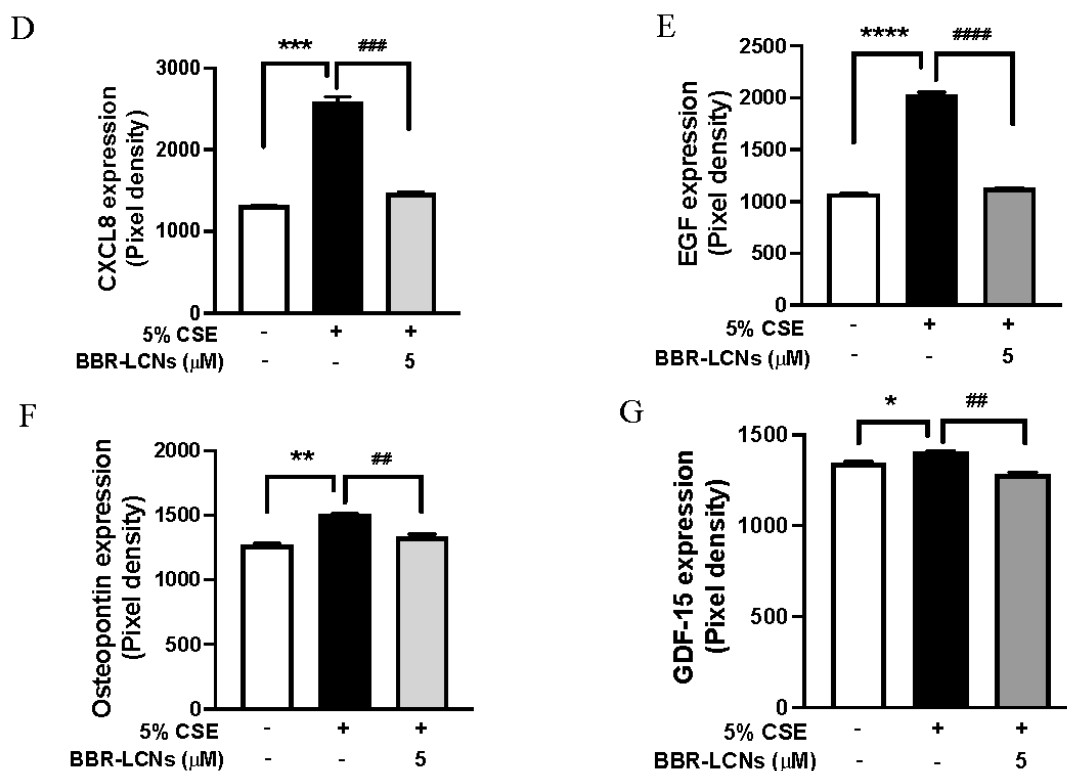 D
*** ###
CXCL8 expression
(Pixel density)
3000
2000
1000
0
5% CSE - + +
BBR-LCNs (μM) - - 5
E
**** ####
EGF expression
(Pixel density)
2500
2000
1500
1000
500
0
5% CSE - + +
BBR-LCNs (μM) - - 5
F
** ##
Osteopontin expression
(Pixel density)
2000
1500
1000
500
0
5% CSE - + +
BBR-LCNs (μM) - - 5
G
* ##
GDF-15 expression
(Pixel density)
1500
1000
500
0
5% CSE - + +
BBR-LCNs (μM) - - 5